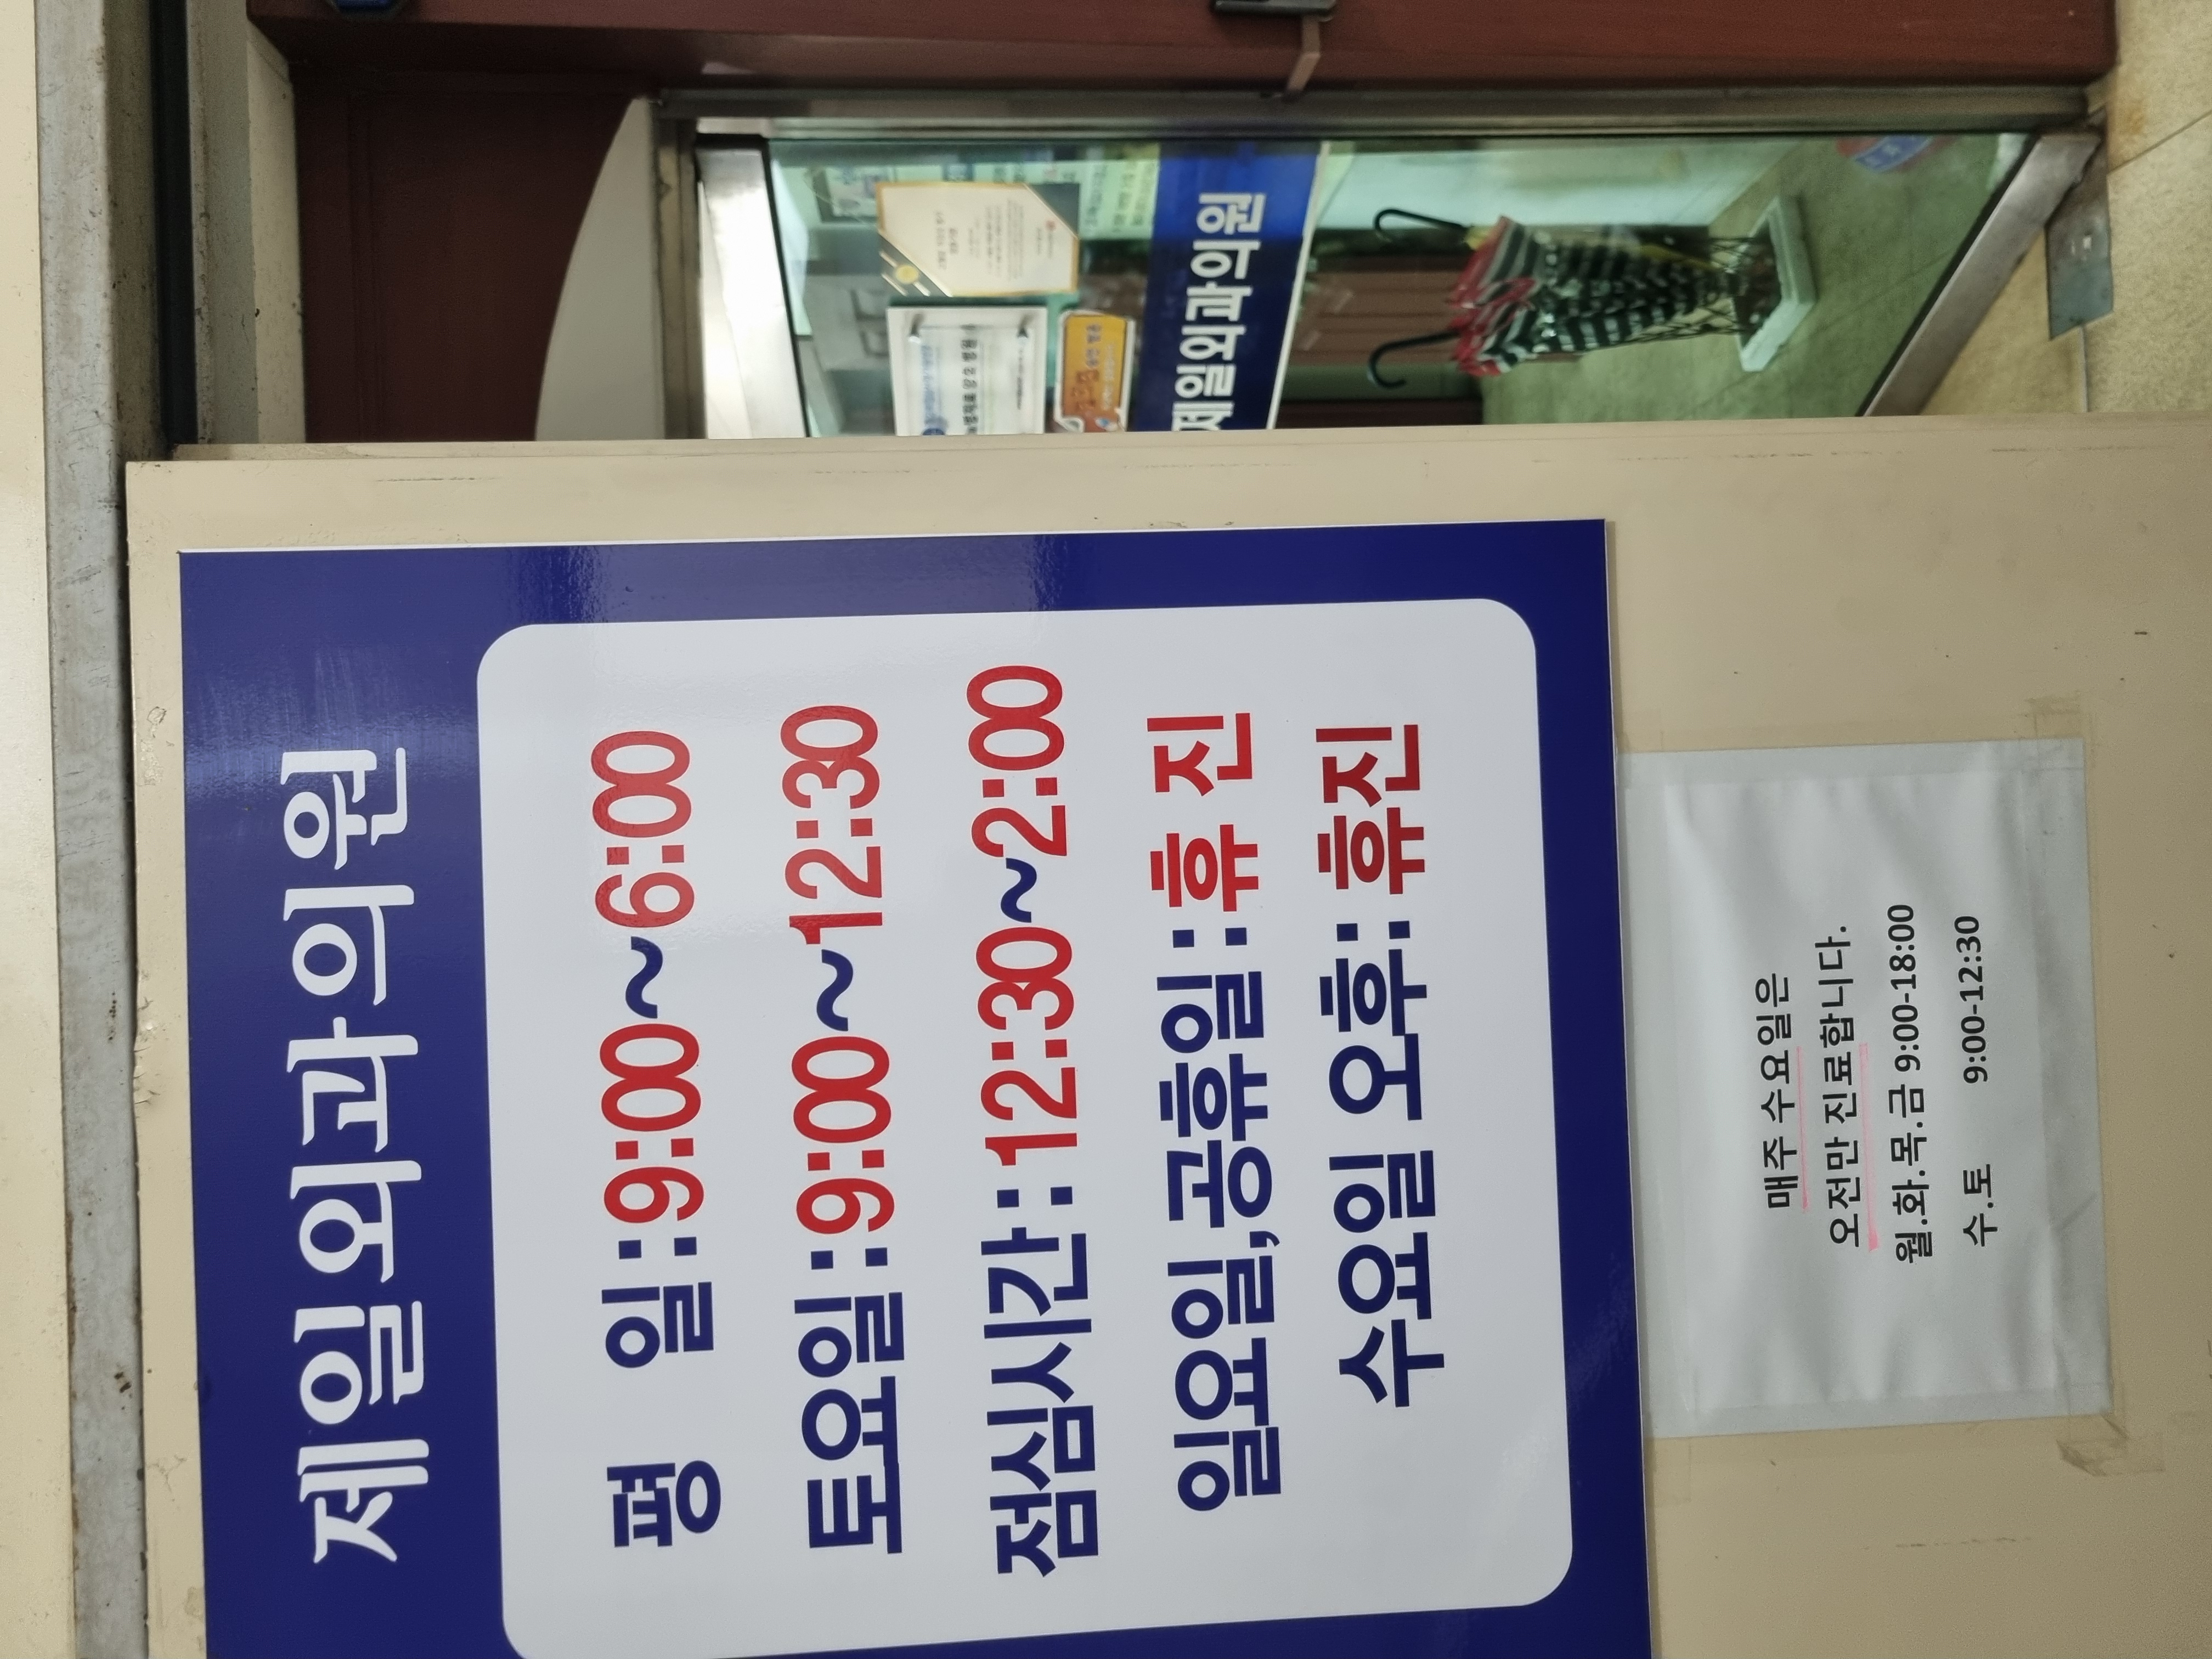 제일외과의원
평 일:9:00~6:00
토요일:9:00~12:30
점심시간:12:30~2:00
일요일,공휴일:휴 진
수요일 오후:휴진
매주 수요일은
오전만 진료합니다.
월.화.목.금 9:00-18:00
수.토 9:00-12:30
제일외과의원